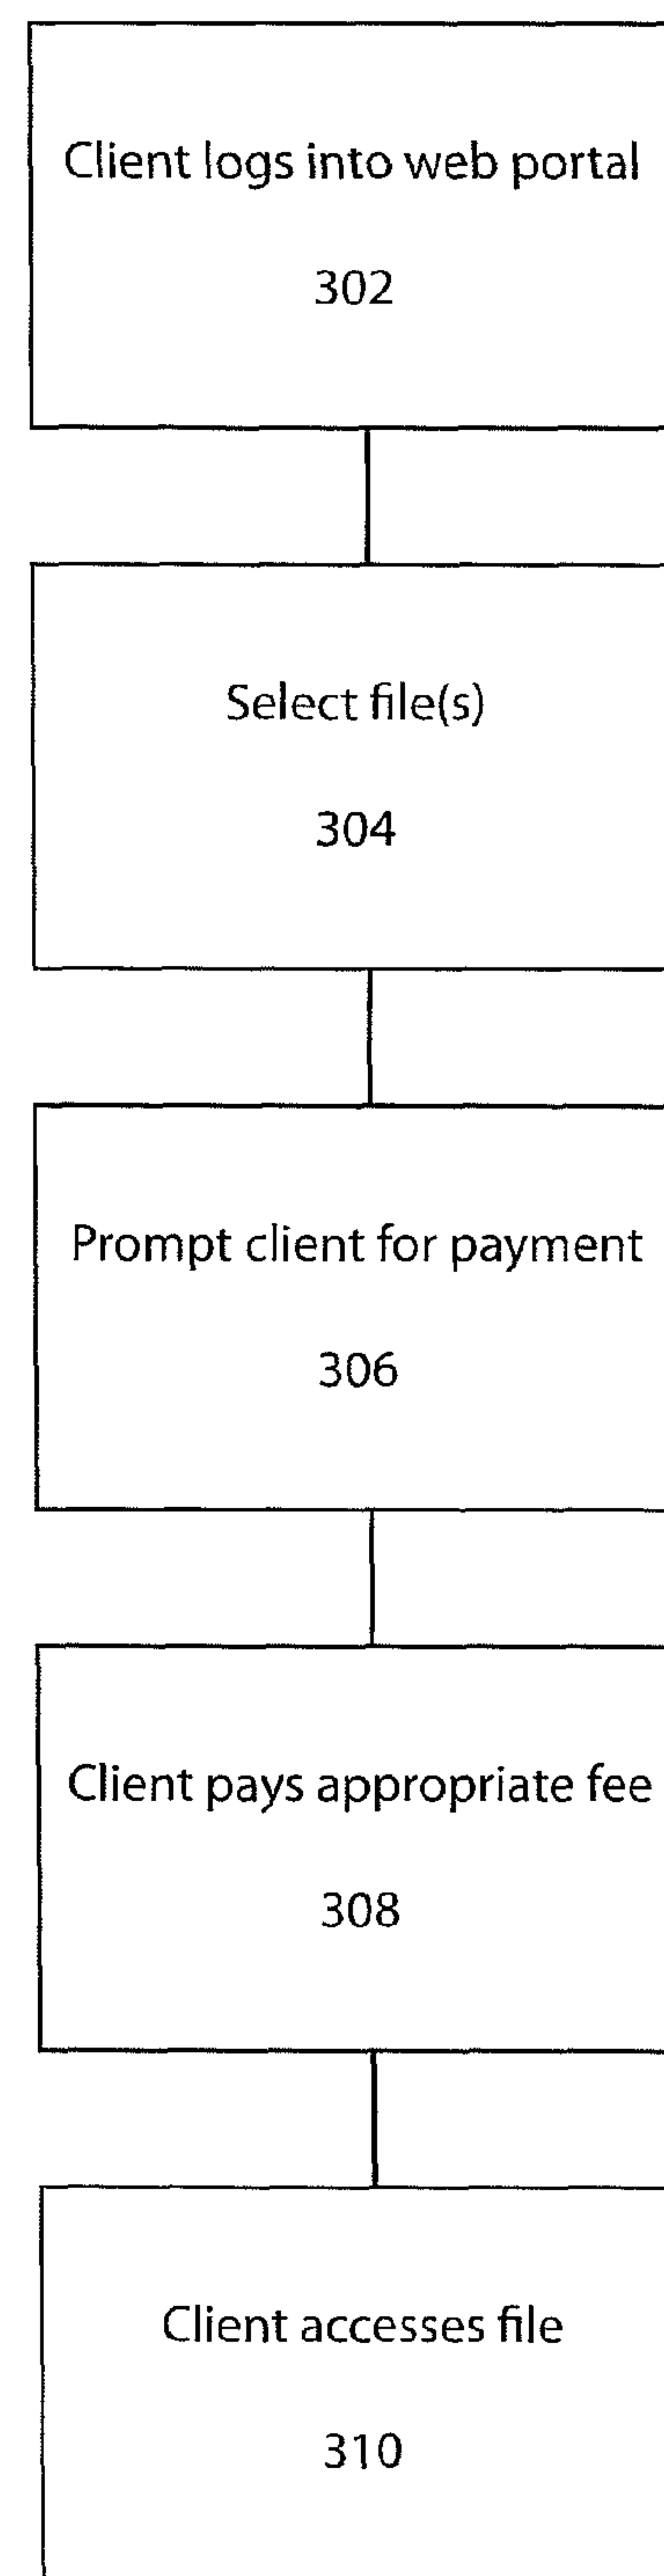 Client logs into web portal
302
Select file(s)
304
Prompt client for payment
306
Client pays appropriate fee
308
Client accesses file
310